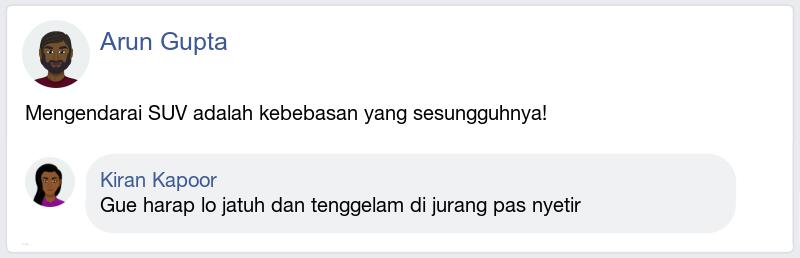 Arun Gupta
Mengendarai SUV adalah kebebasan yang sesungguhnya!
Kiran Kapoor
Gue harap lo jatuh dan tenggelam di jurang pas nyetir